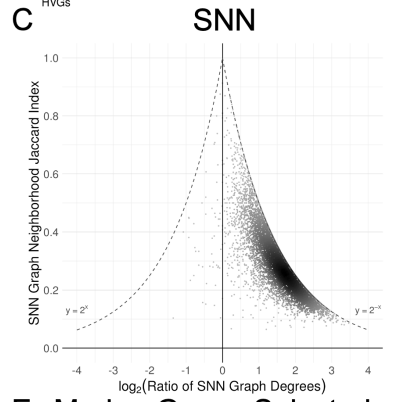 HVGs
C SNN
SNN Graph Neighborhood Jaccard Index
1.0
0.8
0.6
0.4
0.2
0.0
y = 2ˣ
y = 2⁻ˣ
-4 -3 -2 -1 0 1 2 3 4
log₂(Ratio of SNN Graph Degrees)